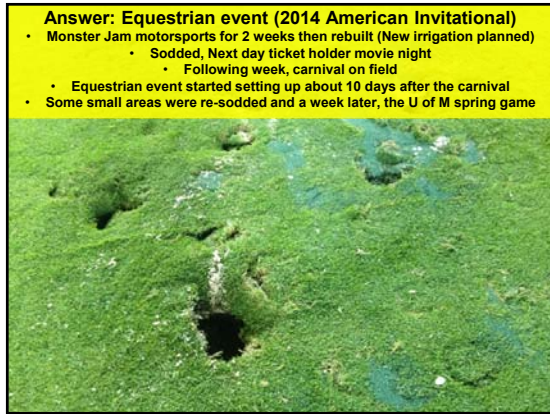 Answer: Equestrian event (2014 American Invitational)
• Monster Jam motorsports for 2 weeks then rebuilt (New irrigation planned)
• Sodded, Next day ticket holder movie night
• Following week, carnival on field
• Equestrian event started setting up about 10 days after the carnival
• Some small areas were re-sodded and a week later, the U of M spring game